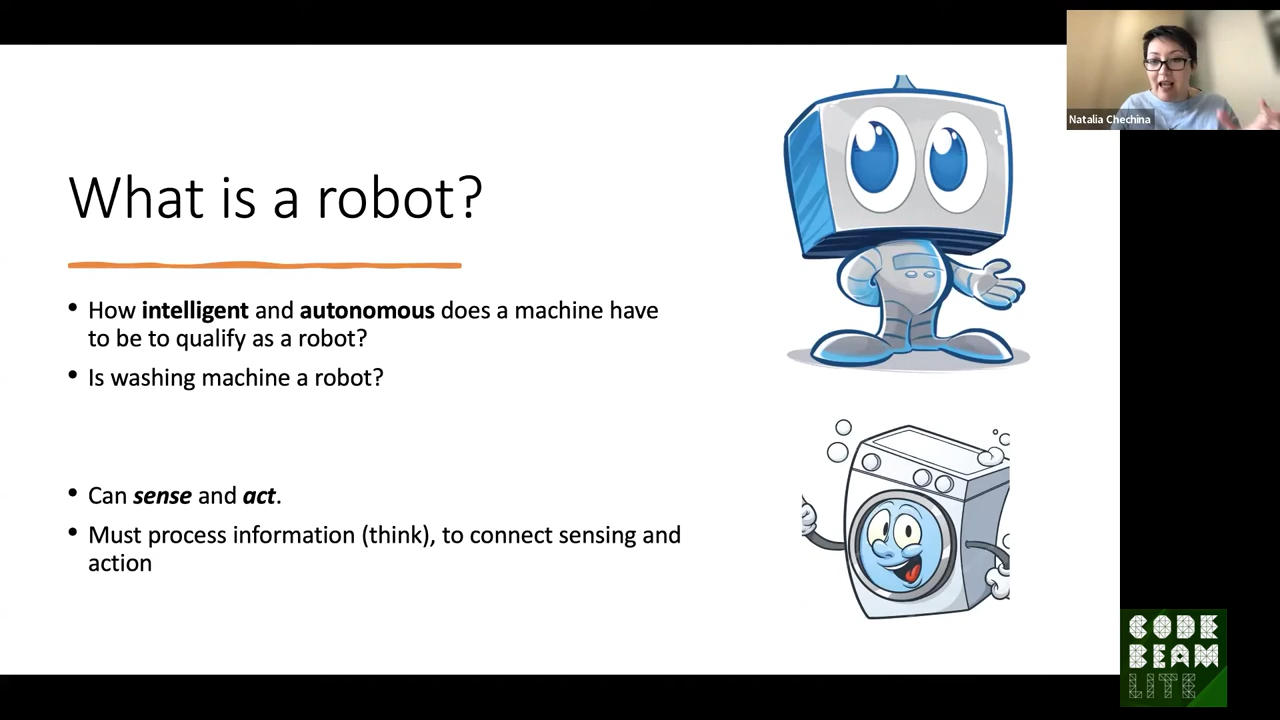 What is a robot?
• How intelligent and autonomous does a machine have
to be to qualify as a robot?
• Is washing machine a robot?
• Can sense and act.
• Must process information (think), to connect sensing and
action
Natalia Chechina
CODE
BEAM
LITE